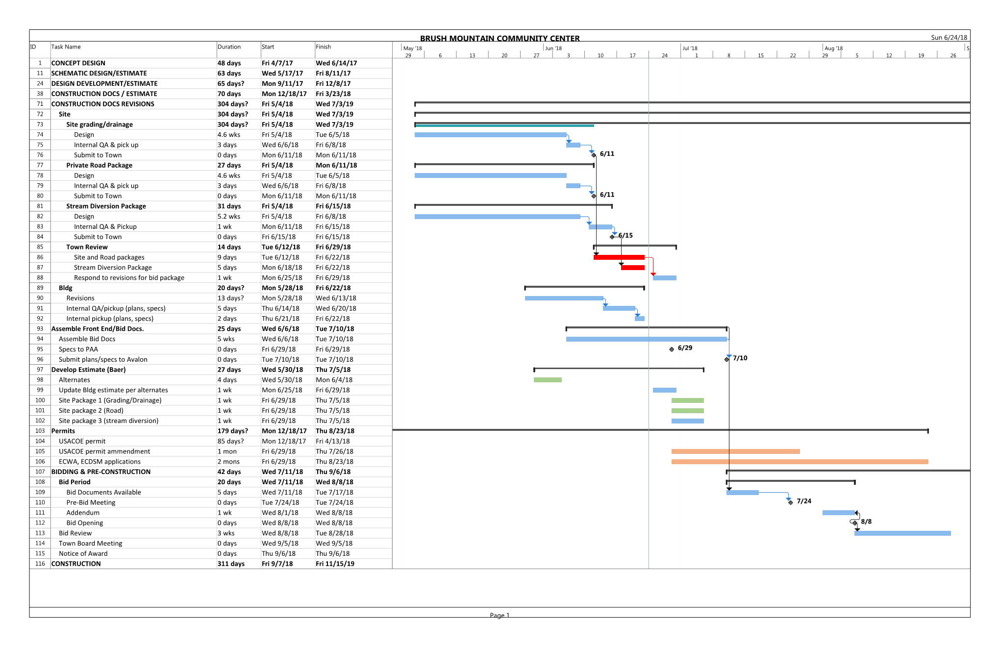 BRUSH MOUNTAIN COMMUNITY CENTER
Sun 6/24/18
ID Task Name Duration Start Finish
May '18 Jun '18 Jul '18 Aug '18 S
29 6 13 20 27 3 10 17 24 1 8 15 22 29 5 12 19 26
1 CONCEPT DESIGN 48 days Fri 4/7/17 Wed 6/14/17
11 SCHEMATIC DESIGN/ESTIMATE 63 days Wed 5/17/17 Fri 8/11/17
24 DESIGN DEVELOPMENT/ESTIMATE 65 days? Mon 9/11/17 Fri 12/8/17
38 CONSTRUCTION DOCS / ESTIMATE 70 days Mon 12/18/17 Fri 3/23/18
71 CONSTRUCTION DOCS REVISIONS 304 days? Fri 5/4/18 Wed 7/3/19
72 Site 304 days? Fri 5/4/18 Wed 7/3/19
73 Site grading/drainage 304 days? Fri 5/4/18 Wed 7/3/19
74 Design 4.6 wks Fri 5/4/18 Tue 6/5/18
75 Internal QA & pick up 3 days Wed 6/6/18 Fri 6/8/18
76 Submit to Town 0 days Mon 6/11/18 Mon 6/11/18 6/11
77 Private Road Package 27 days Fri 5/4/18 Mon 6/11/18
78 Design 4.6 wks Fri 5/4/18 Tue 6/5/18
79 Internal QA & pick up 3 days Wed 6/6/18 Fri 6/8/18
80 Submit to Town 0 days Mon 6/11/18 Mon 6/11/18 6/11
81 Stream Diversion Package 31 days Fri 5/4/18 Fri 6/15/18
82 Design 5.2 wks Fri 5/4/18 Fri 6/8/18
83 Internal QA & Pickup 1 wk Mon 6/11/18 Fri 6/15/18
84 Submit to Town 0 days Fri 6/15/18 Fri 6/15/18 6/15
85 Town Review 14 days Tue 6/12/18 Fri 6/29/18
86 Site and Road packages 9 days Tue 6/12/18 Fri 6/22/18
87 Stream Diversion Package 5 days Mon 6/18/18 Fri 6/22/18
88 Respond to revisions for bid package 1 wk Mon 6/25/18 Fri 6/29/18
89 Bldg 20 days? Mon 5/28/18 Fri 6/22/18
90 Revisions 13 days? Mon 5/28/18 Wed 6/13/18
91 Internal QA/pickup (plans, specs) 5 days Thu 6/14/18 Wed 6/20/18
92 Internal pickup (plans, specs) 2 days Thu 6/21/18 Fri 6/22/18
93 Assemble Front End/Bid Docs. 25 days Wed 6/6/18 Tue 7/10/18
94 Assemble Bid Docs 5 wks Wed 6/6/18 Tue 7/10/18
95 Specs to PAA 0 days Fri 6/29/18 Fri 6/29/18 6/29
96 Submit plans/specs to Avalon 0 days Tue 7/10/18 Tue 7/10/18 7/10
97 Develop Estimate (Baer) 27 days Wed 5/30/18 Thu 7/5/18
98 Alternates 4 days Wed 5/30/18 Mon 6/4/18
99 Update Bldg estimate per alternates 1 wk Mon 6/25/18 Fri 6/29/18
100 Site Package 1 (Grading/Drainage) 1 wk Fri 6/29/18 Thu 7/5/18
101 Site package 2 (Road) 1 wk Fri 6/29/18 Thu 7/5/18
102 Site package 3 (stream diversion) 1 wk Fri 6/29/18 Thu 7/5/18
103 Permits 179 days? Mon 12/18/17 Thu 8/23/18
104 USACOE permit 85 days? Mon 12/18/17 Fri 4/13/18
105 USACOE permit ammendment 1 mon Fri 6/29/18 Thu 7/26/18
106 ECWA, ECDSM applications 2 mons Fri 6/29/18 Thu 8/23/18
107 BIDDING & PRE-CONSTRUCTION 42 days Wed 7/11/18 Thu 9/6/18
108 Bid Period 20 days Wed 7/11/18 Wed 8/8/18
109 Bid Documents Available 5 days Wed 7/11/18 Tue 7/17/18
110 Pre-Bid Meeting 0 days Tue 7/24/18 Tue 7/24/18 7/24
111 Addendum 1 wk Wed 8/1/18 Wed 8/8/18
112 Bid Opening 0 days Wed 8/8/18 Wed 8/8/18 8/8
113 Bid Review 3 wks Wed 8/8/18 Tue 8/28/18
114 Town Board Meeting 0 days Wed 9/5/18 Wed 9/5/18
115 Notice of Award 0 days Thu 9/6/18 Thu 9/6/18
116 CONSTRUCTION 311 days Fri 9/7/18 Fri 11/15/19
Page 1